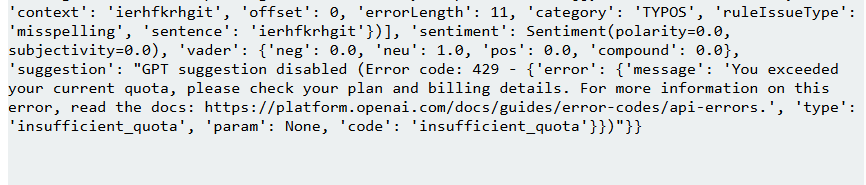 'context': 'ierhfkrhgit', 'offset': 0, 'errorLength': 11, 'category': 'TYPOS', 'ruleIssueType':
'misspelling', 'sentence': 'ierhfkrhgit'})], 'sentiment': Sentiment(polarity=0.0,
subjectivity=0.0), 'vader': {'neg': 0.0, 'neu': 1.0, 'pos': 0.0, 'compound': 0.0},
'suggestion': "GPT suggestion disabled (Error code: 429 - {'error': {'message': 'You exceeded
your current quota, please check your plan and billing details. For more information on this
error, read the docs: https://platform.openai.com/docs/guides/error-codes/api-errors.', 'type':
'insufficient_quota', 'param': None, 'code': 'insufficient_quota'}})"}}